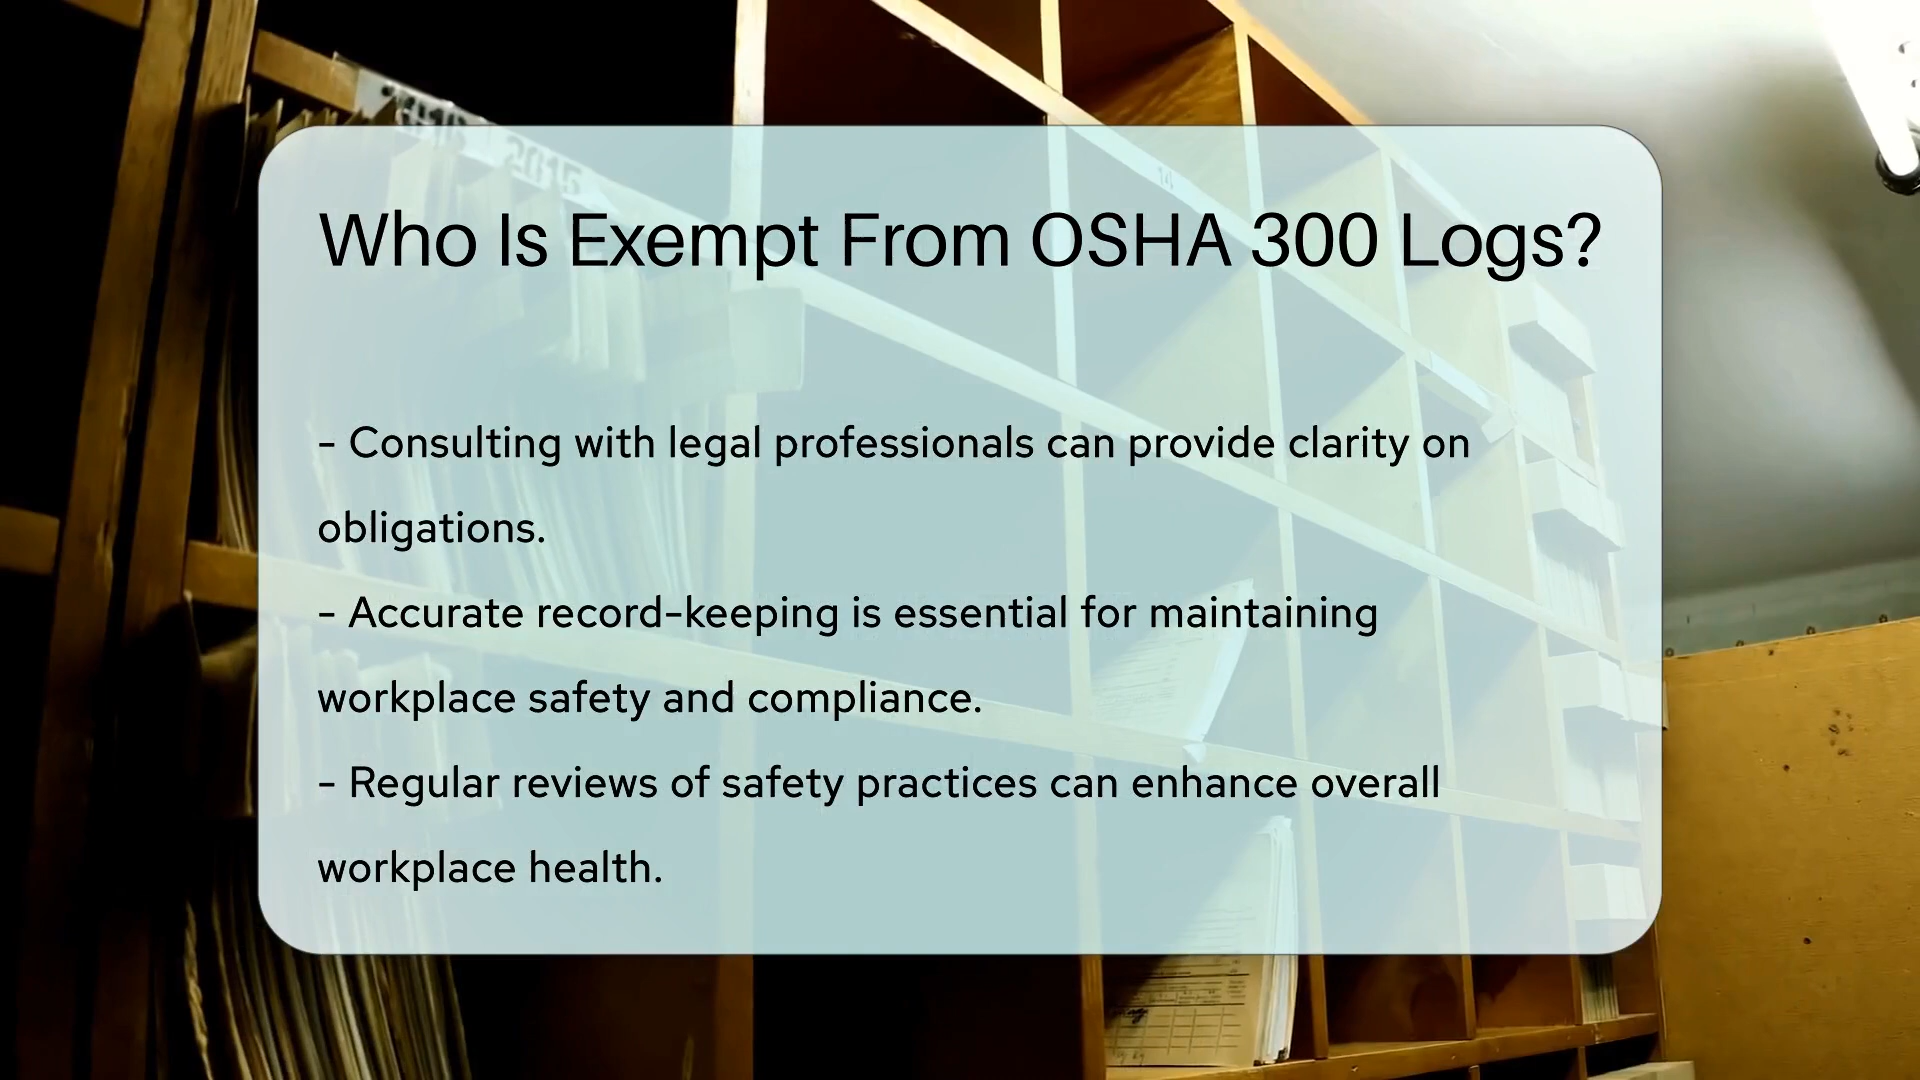 2015
Who Is Exempt From OSHA 300 Logs?
- Consulting with legal professionals can provide clarity on
obligations.
- Accurate record-keeping is essential for maintaining
workplace safety and compliance.
- Regular reviews of safety practices can enhance overall
workplace health.